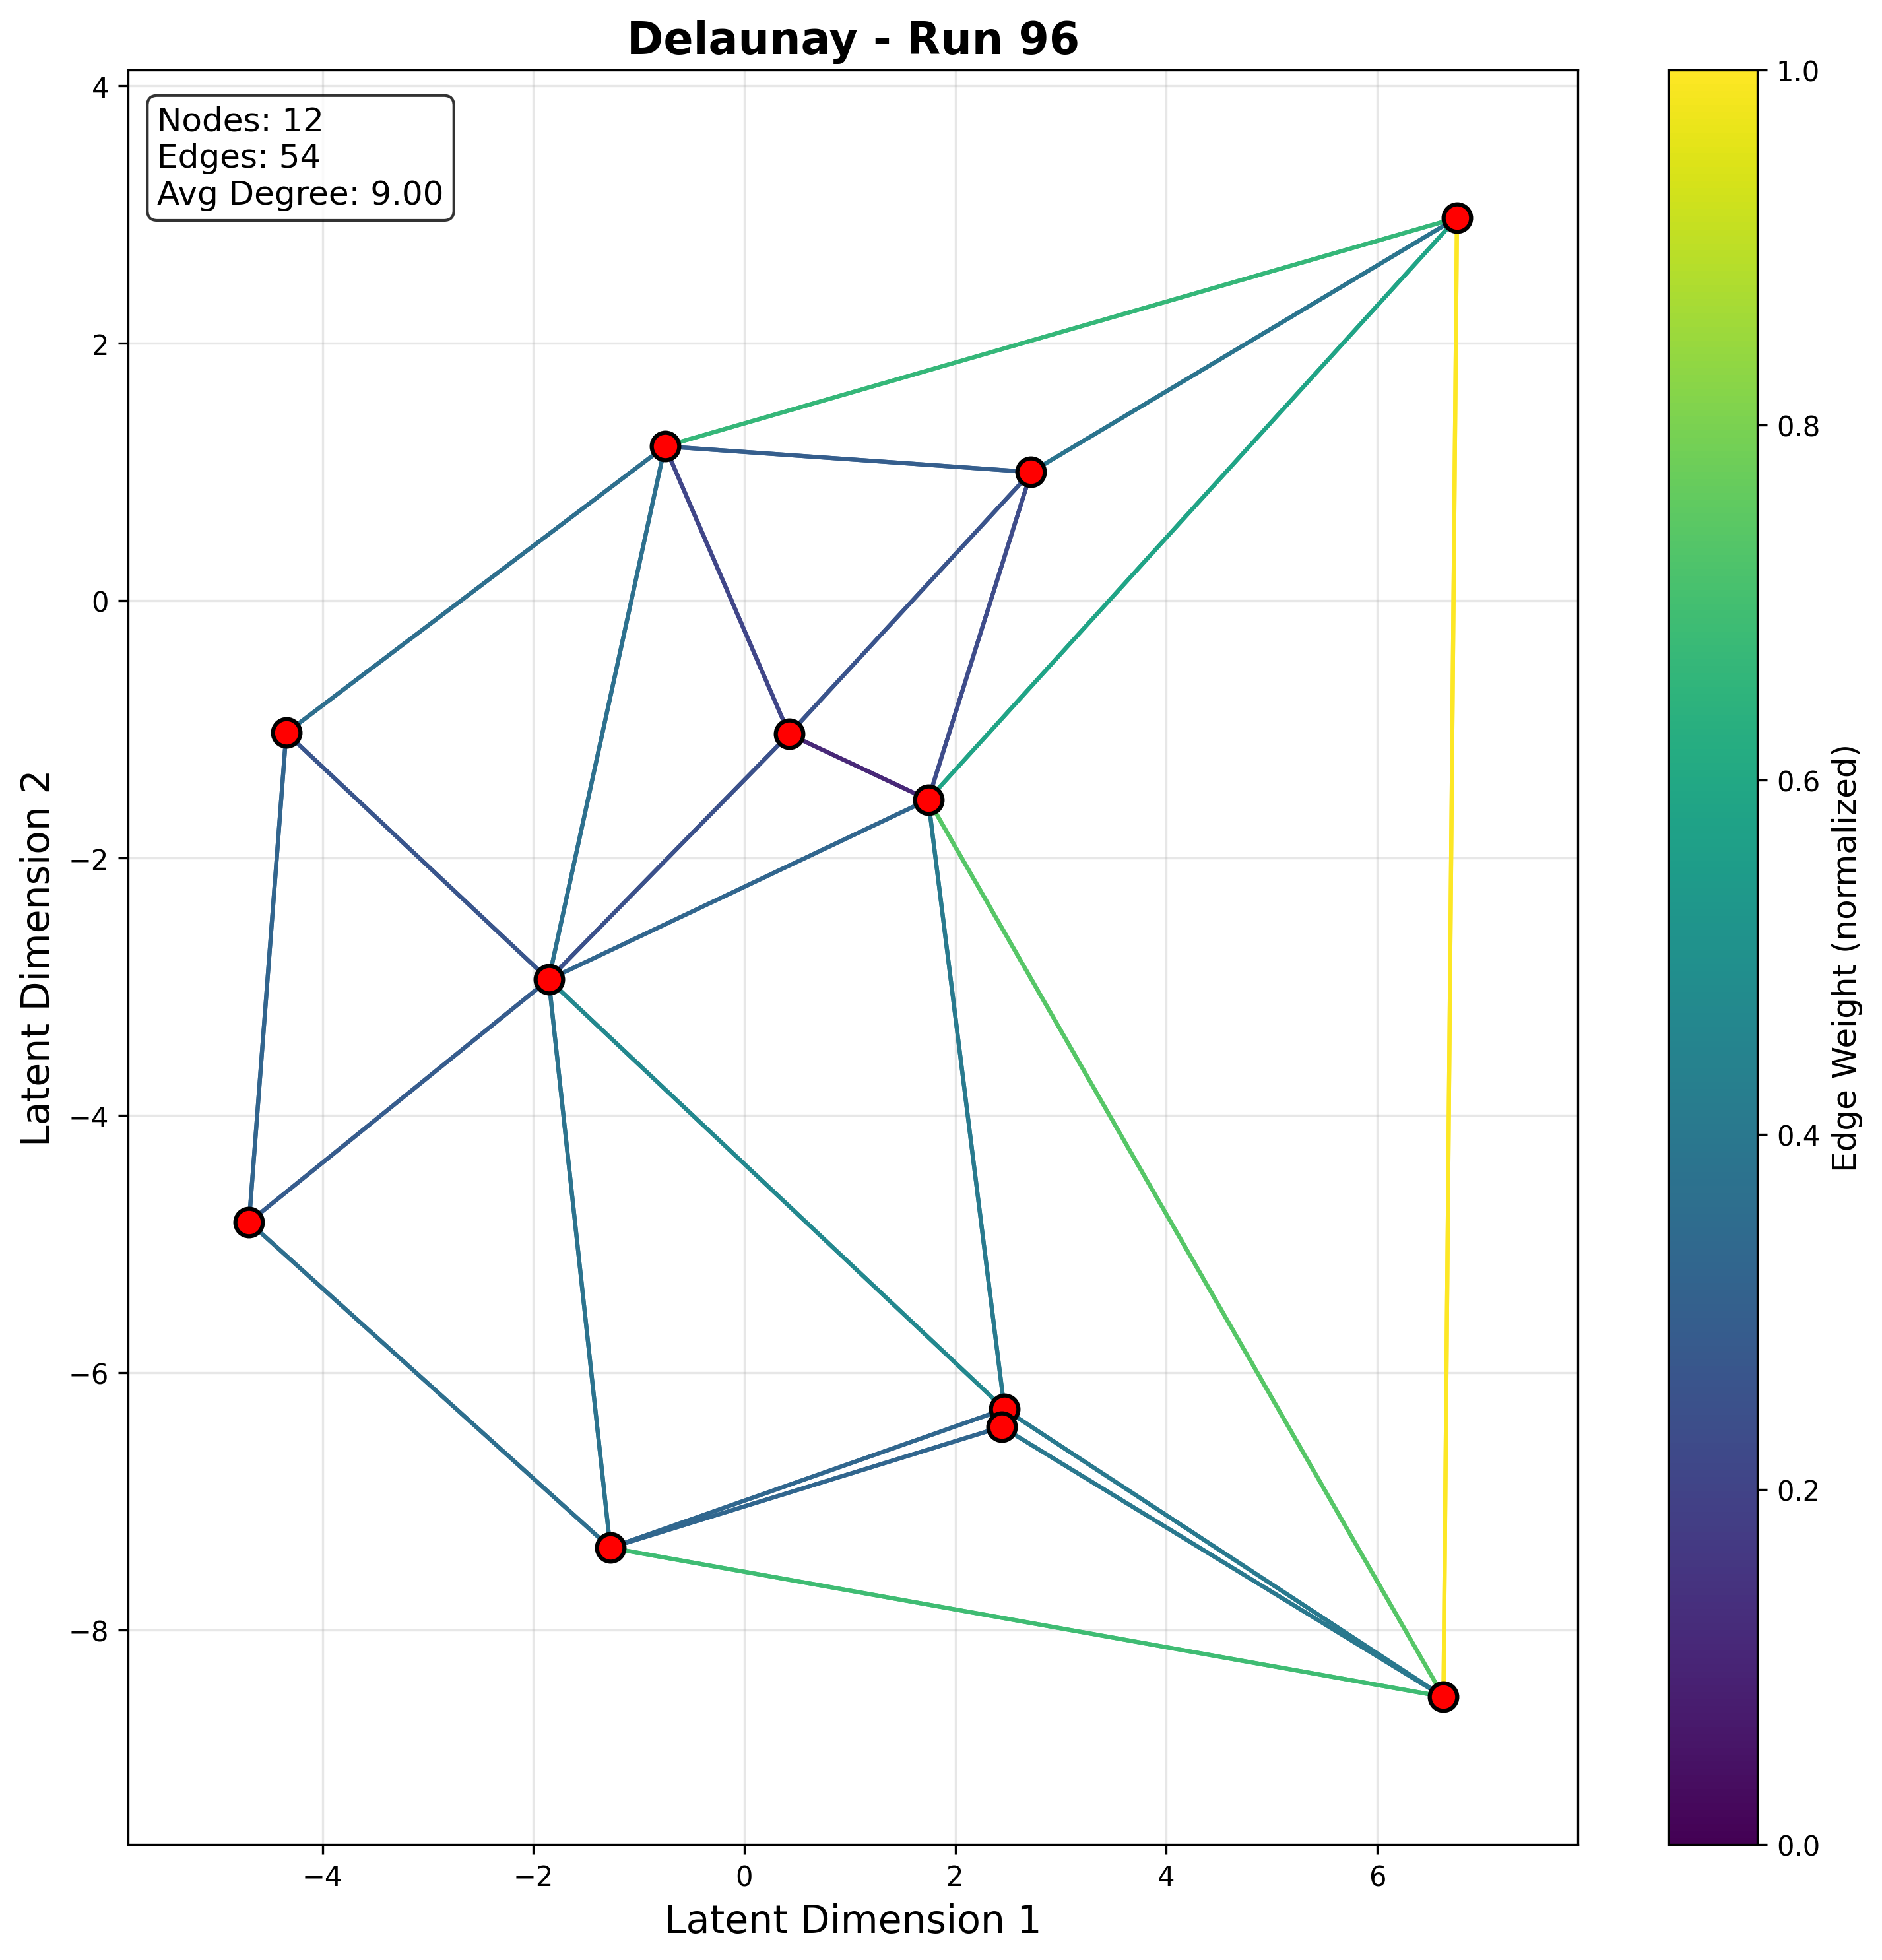 Delaunay - Run 96
Nodes: 12
Edges: 54
Avg Degree: 9.00
4
2
0
−2
−4
−6
−8
−4
−2
0
2
4
6
Latent Dimension 1
Latent Dimension 2
1.0
0.8
0.6
0.4
0.2
0.0
Edge Weight (normalized)